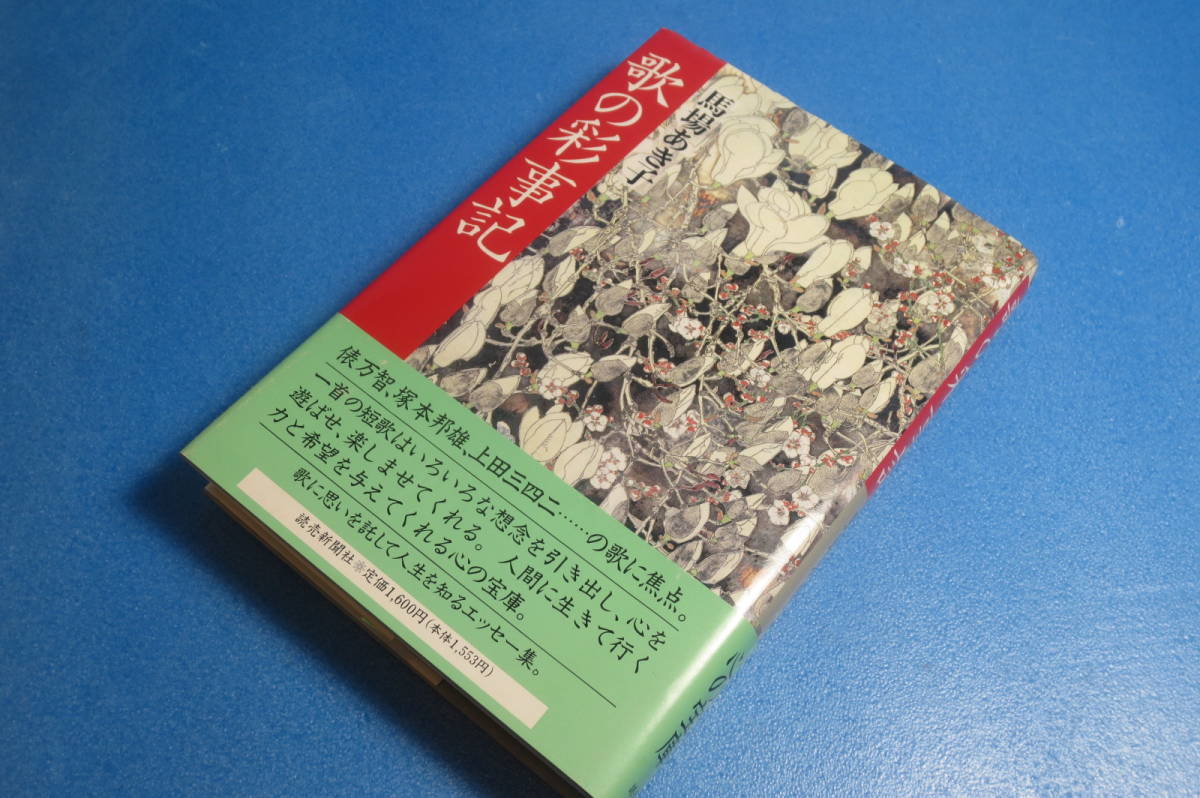 歌の彩事記
馬場あき子
俵万智、塚本邦雄、上田三四二……の歌に焦点。
一首の短歌はいろいろな想念を引き出し、心を
遊ばせ、楽しませてくれる。人間に生きて行く
力と希望を与えてくれる心の宝庫。
歌に思いを託して人生を知るエッセー集。
読売新聞社 定価1,600円(本体1,553円)